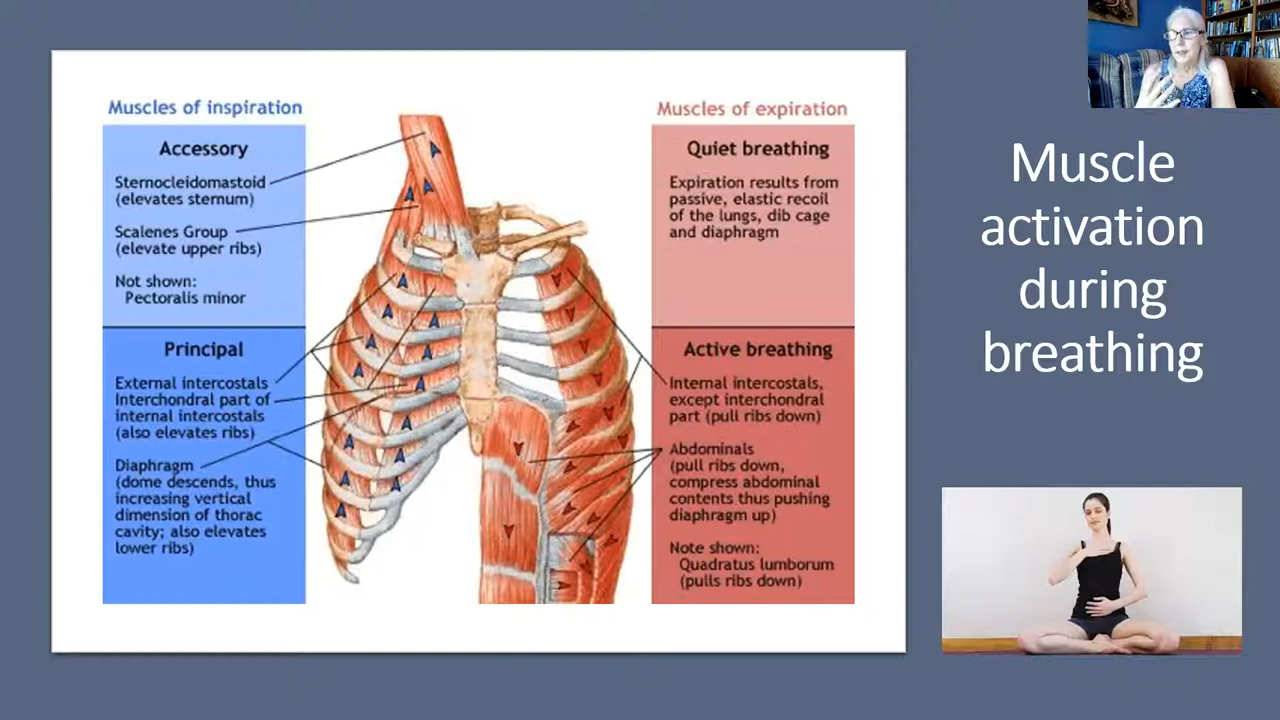 Muscles of inspiration
Accessory
Sternocleidomastoid
(elevates sternum)
Scalenes Group
(elevate upper ribs)
Not shown:
Pectoralis minor
Principal
External intercostals
Interchondral part of
internal intercostals
(also elevates ribs)
Diaphragm
(dome descends, thus
increasing vertical
dimension of thorac
cavity; also elevates
lower ribs)
Muscles of expiration
Quiet breathing
Expiration results from
passive, elastic recoil
of the lungs, dib cage
and diaphragm
Active breathing
Internal intercostals,
except interchondral
part (pull ribs down)
Abdominals
(pull ribs down,
compress abdominal
contents thus pushing
diaphragm up)
Note shown:
Quadratus lumborum
(pulls ribs down)
Muscle
activation
during
breathing